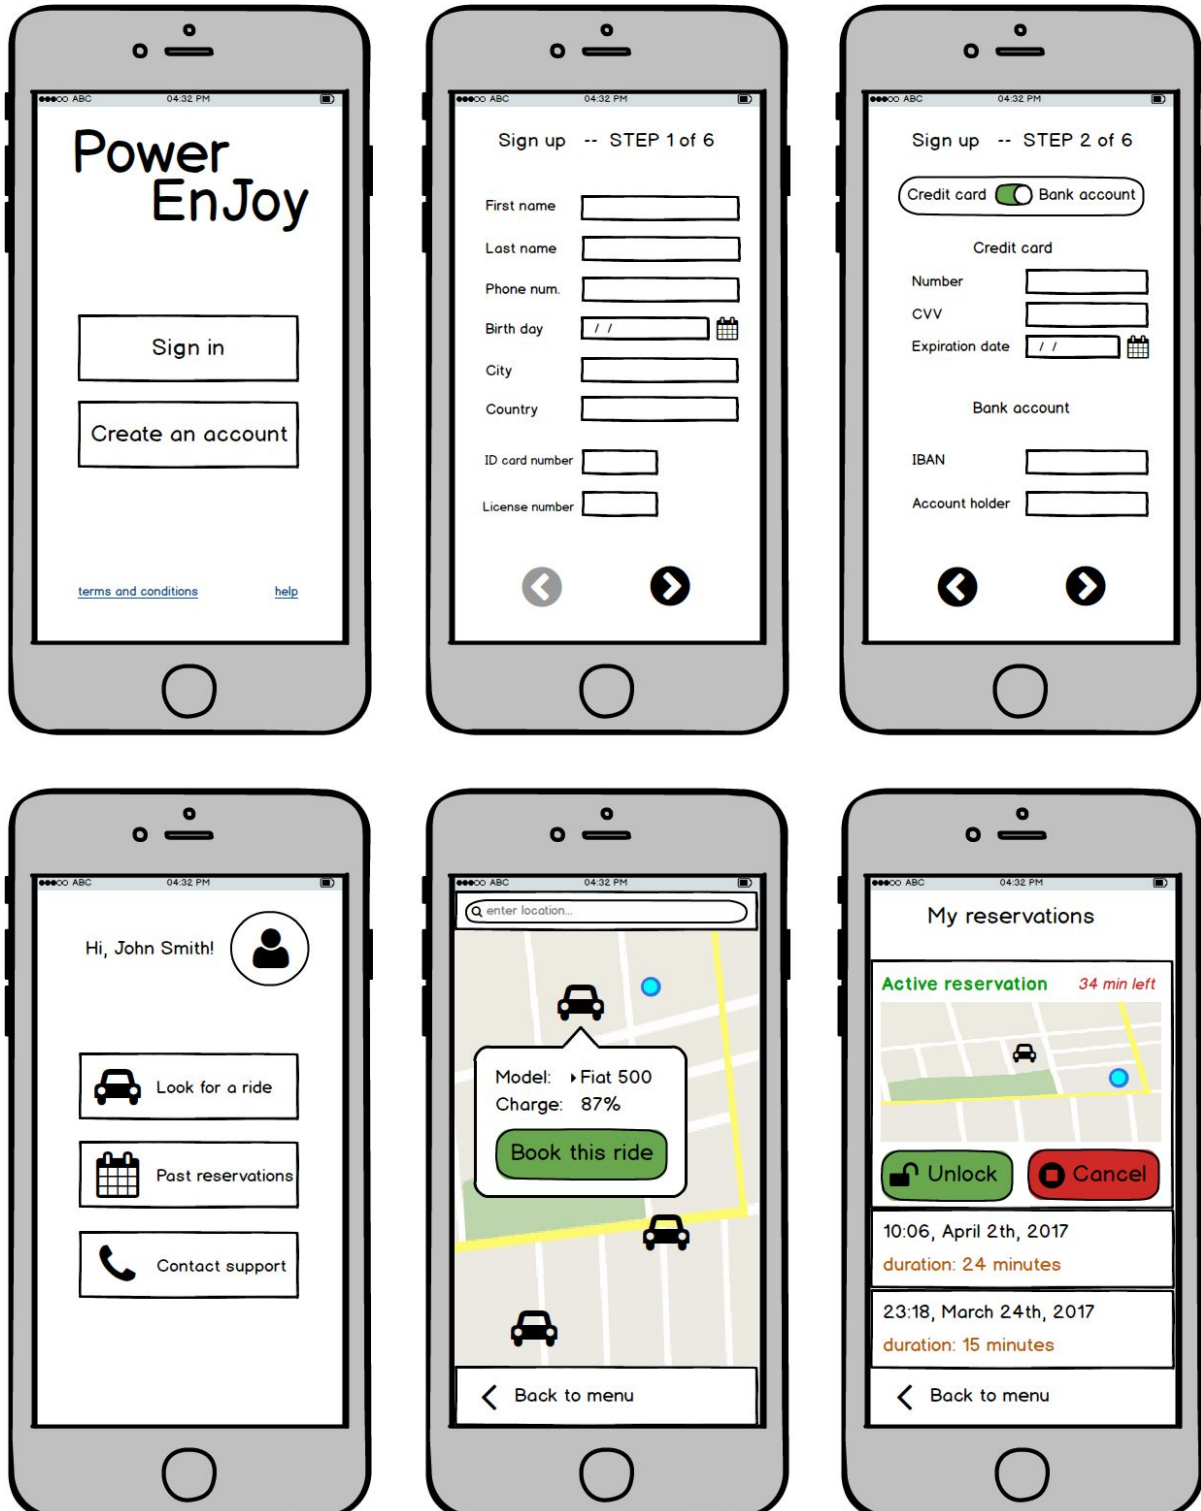 ABC 04:32 PM
Power
EnJoy
Sign in
Create an account
terms and conditions help
ABC 04:32 PM
Sign up -- STEP 1 of 6
First name
Last name
Phone num.
Birth day / /
City
Country
ID card number
License number
ABC 04:32 PM
Sign up -- STEP 2 of 6
Credit card Bank account
Credit card
Number
CVV
Expiration date / /
Bank account
IBAN
Account holder
ABC 04:32 PM
Hi, John Smith!
Look for a ride
Past reservations
Contact support
ABC 04:32 PM
enter location...
Model: Fiat 500
Charge: 87%
Book this ride
Back to menu
ABC 04:32 PM
My reservations
Active reservation 34 min left
Unlock Cancel
10:06, April 2th, 2017
duration: 24 minutes
23:18, March 24th, 2017
duration: 15 minutes
Back to menu